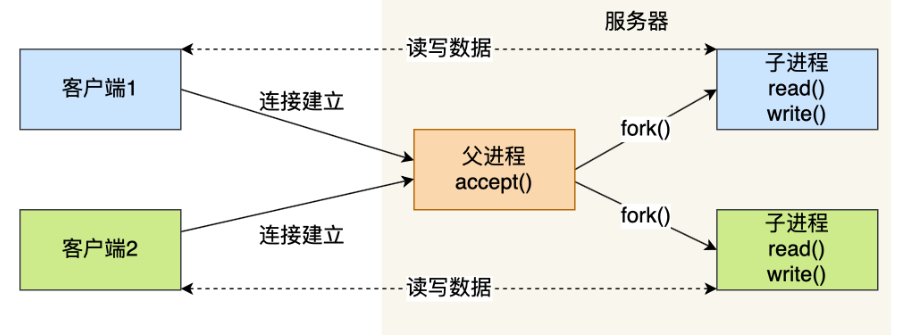 服务器
读写数据
客户端1
子进程
read()
write()
连接建立
fork()
父进程
accept()
fork()
客户端2
连接建立
子进程
read()
write()
读写数据